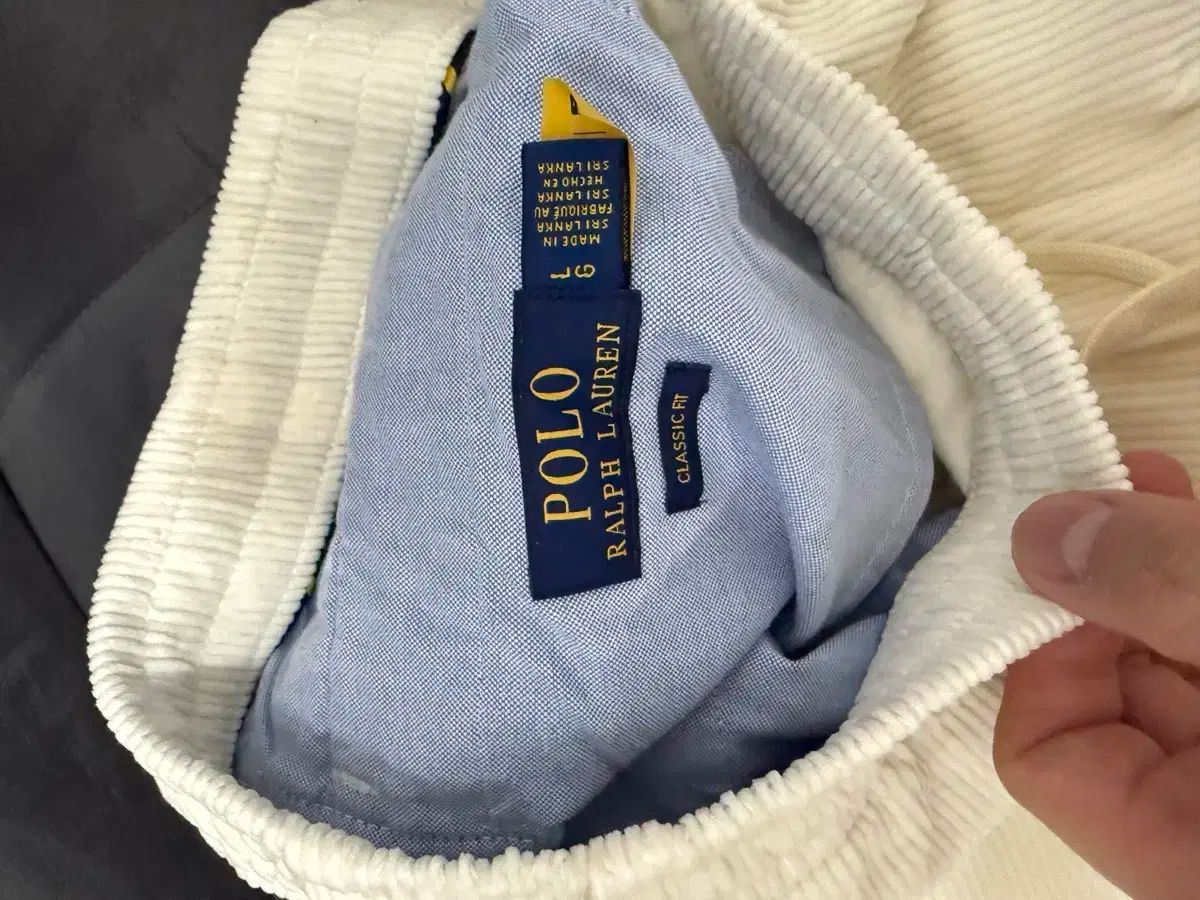 POLO
RALPH LAUREN
CLASSIC FIT
MADE IN
SRI LANKA
FABRIQUÉ AU
SRI LANKA
HECHO EN
SRI LANKA